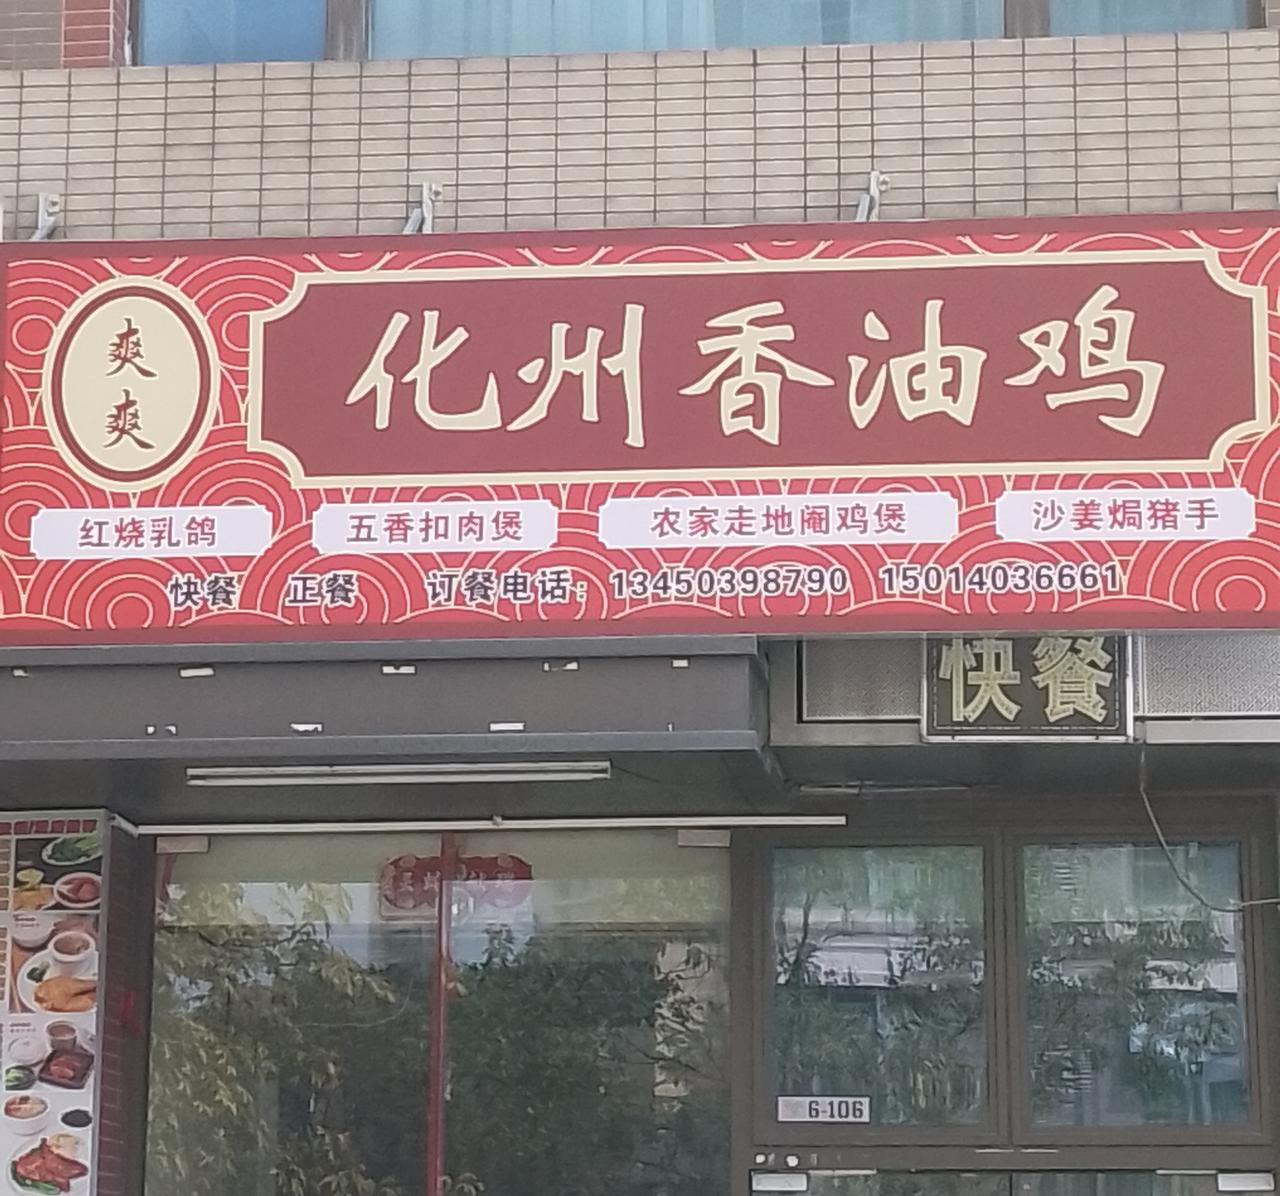 爽爽
化州香油鸡
红烧乳鸽 五香扣肉煲 农家走地阉鸡煲 沙姜焗猪手
快餐 正餐 订餐电话：13450398790 15014036661
快餐
6-106